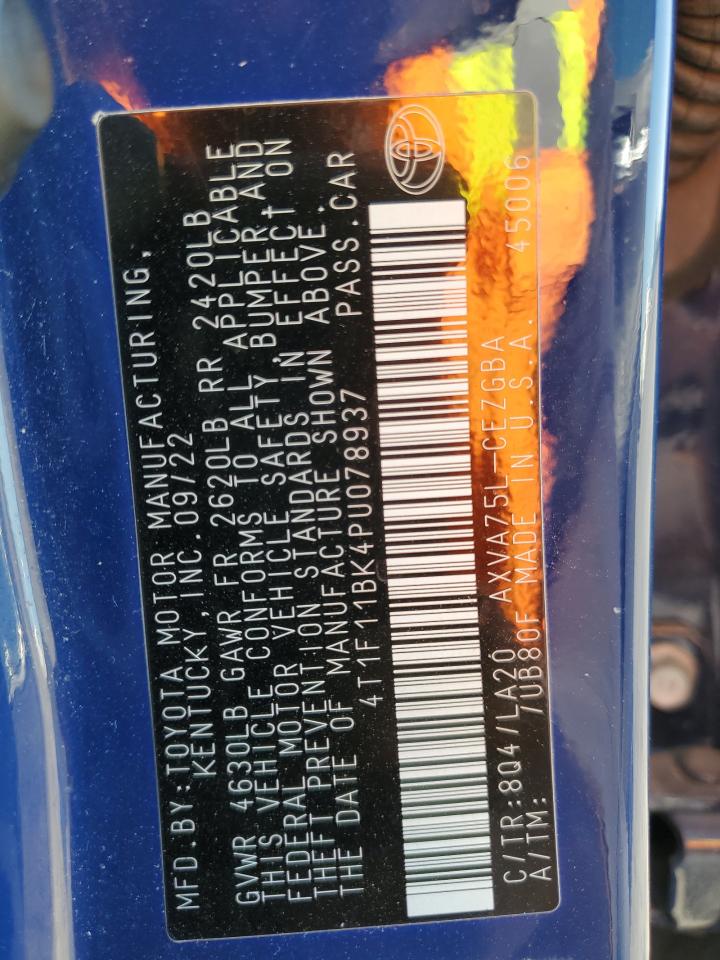 MFD.BY:TOYOTA MOTOR MANUFACTURING,
KENTUCKY, INC. 09/22
GVWR 4630LB GAWR FR 2620LB RR 2420LB
THIS VEHICLE CONFORMS TO ALL APPLICABLE
FEDERAL MOTOR VEHICLE SAFETY, BUMPER AND
THEFT PREVENTION STANDARDS IN EFFECT ON
THE DATE OF MANUFACTURE SHOWN ABOVE.
4T1F11BK4PU078937 PASS.CAR
C/TR:8Q4/LA20 AXVA75L-CEZGBA
A/TM: /UB80F MADE IN U.S.A. 45006